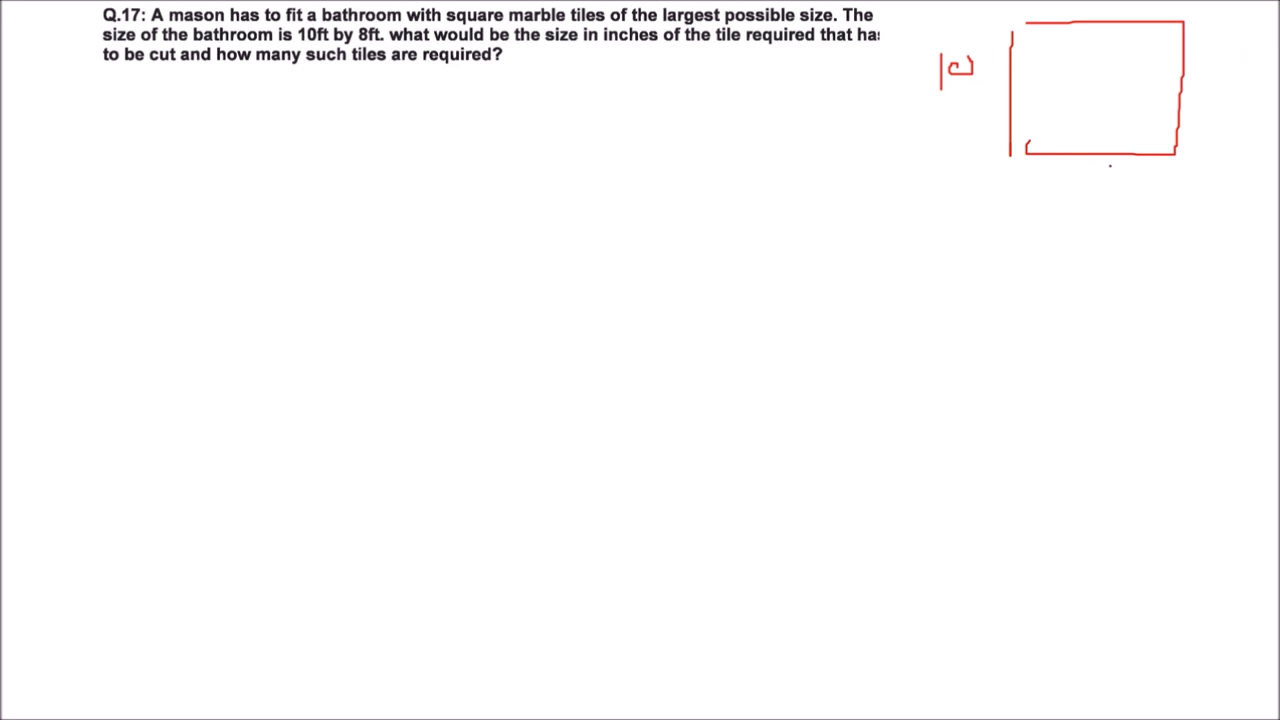 Q.17: A mason has to fit a bathroom with square marble tiles of the largest possible size. The
size of the bathroom is 10ft by 8ft. what would be the size in inches of the tile required that has
to be cut and how many such tiles are required?
10